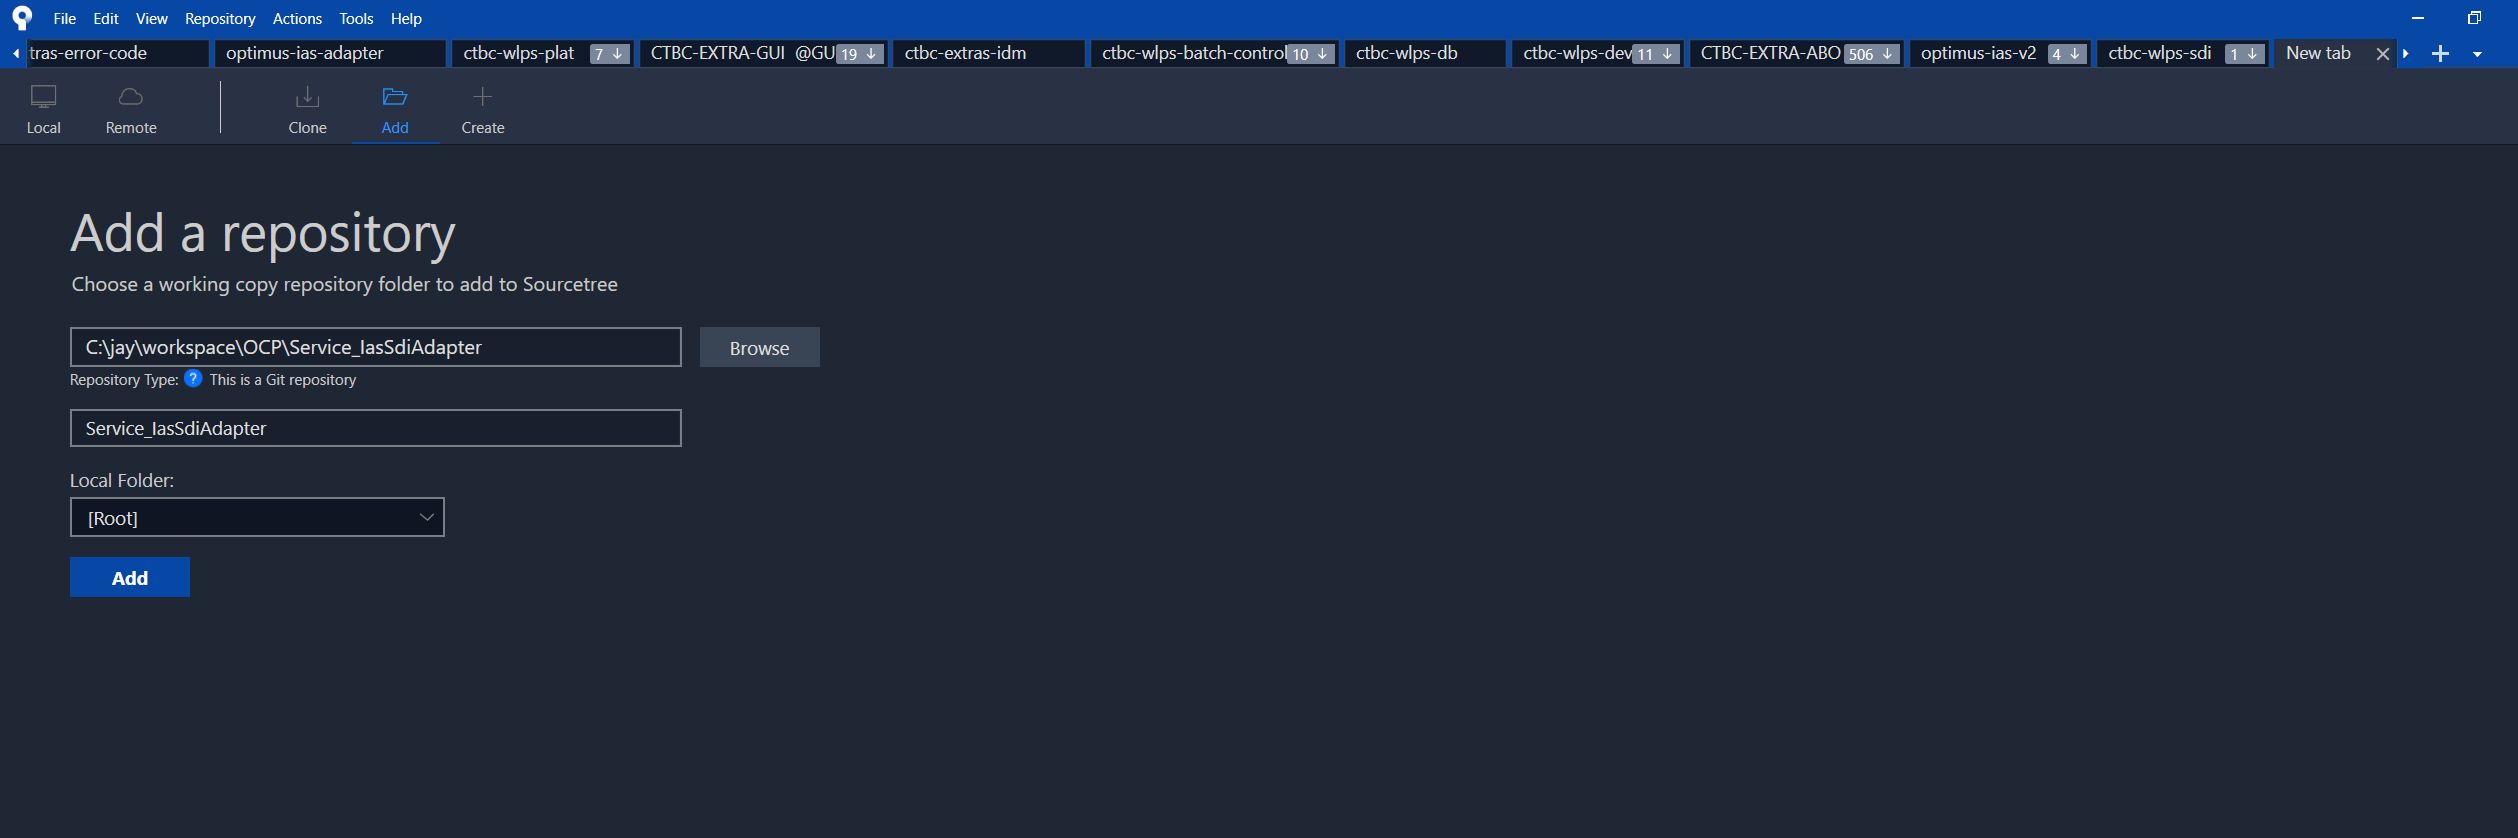 File Edit View Repository Actions Tools Help
tras-error-code optimus-ias-adapter ctbc-wlps-plat 7 ↓ CTBC-EXTRA-GUI @GU 19 ↓ ctbc-extras-idm ctbc-wlps-batch-control 10 ↓ ctbc-wlps-db ctbc-wlps-dev 11 ↓ CTBC-EXTRA-ABO 506 ↓ optimus-ias-v2 4 ↓ ctbc-wlps-sdi 1 ↓ New tab
Local Remote Clone Add Create
Add a repository
Choose a working copy repository folder to add to Sourcetree
C:\jay\workspace\OCP\Service_IasSdiAdapter Browse
Repository Type: ? This is a Git repository
Service_IasSdiAdapter
Local Folder:
[Root]
Add